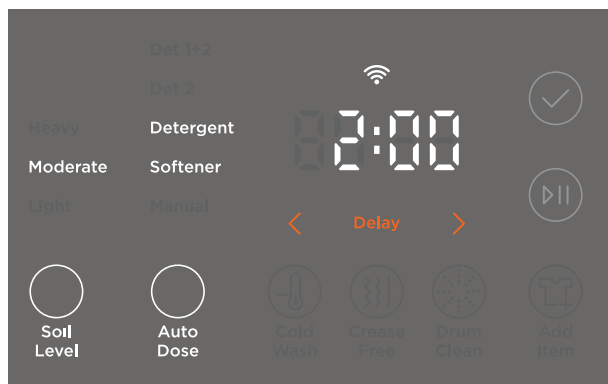 Det 1+2
Det 2
Heavy
Detergent
Moderate
Softener
Light
Manual
2:00
Delay
Soil
Level
Auto
Dose
Cold
Wash
Crease
Free
Drum
Clean
Add
Item